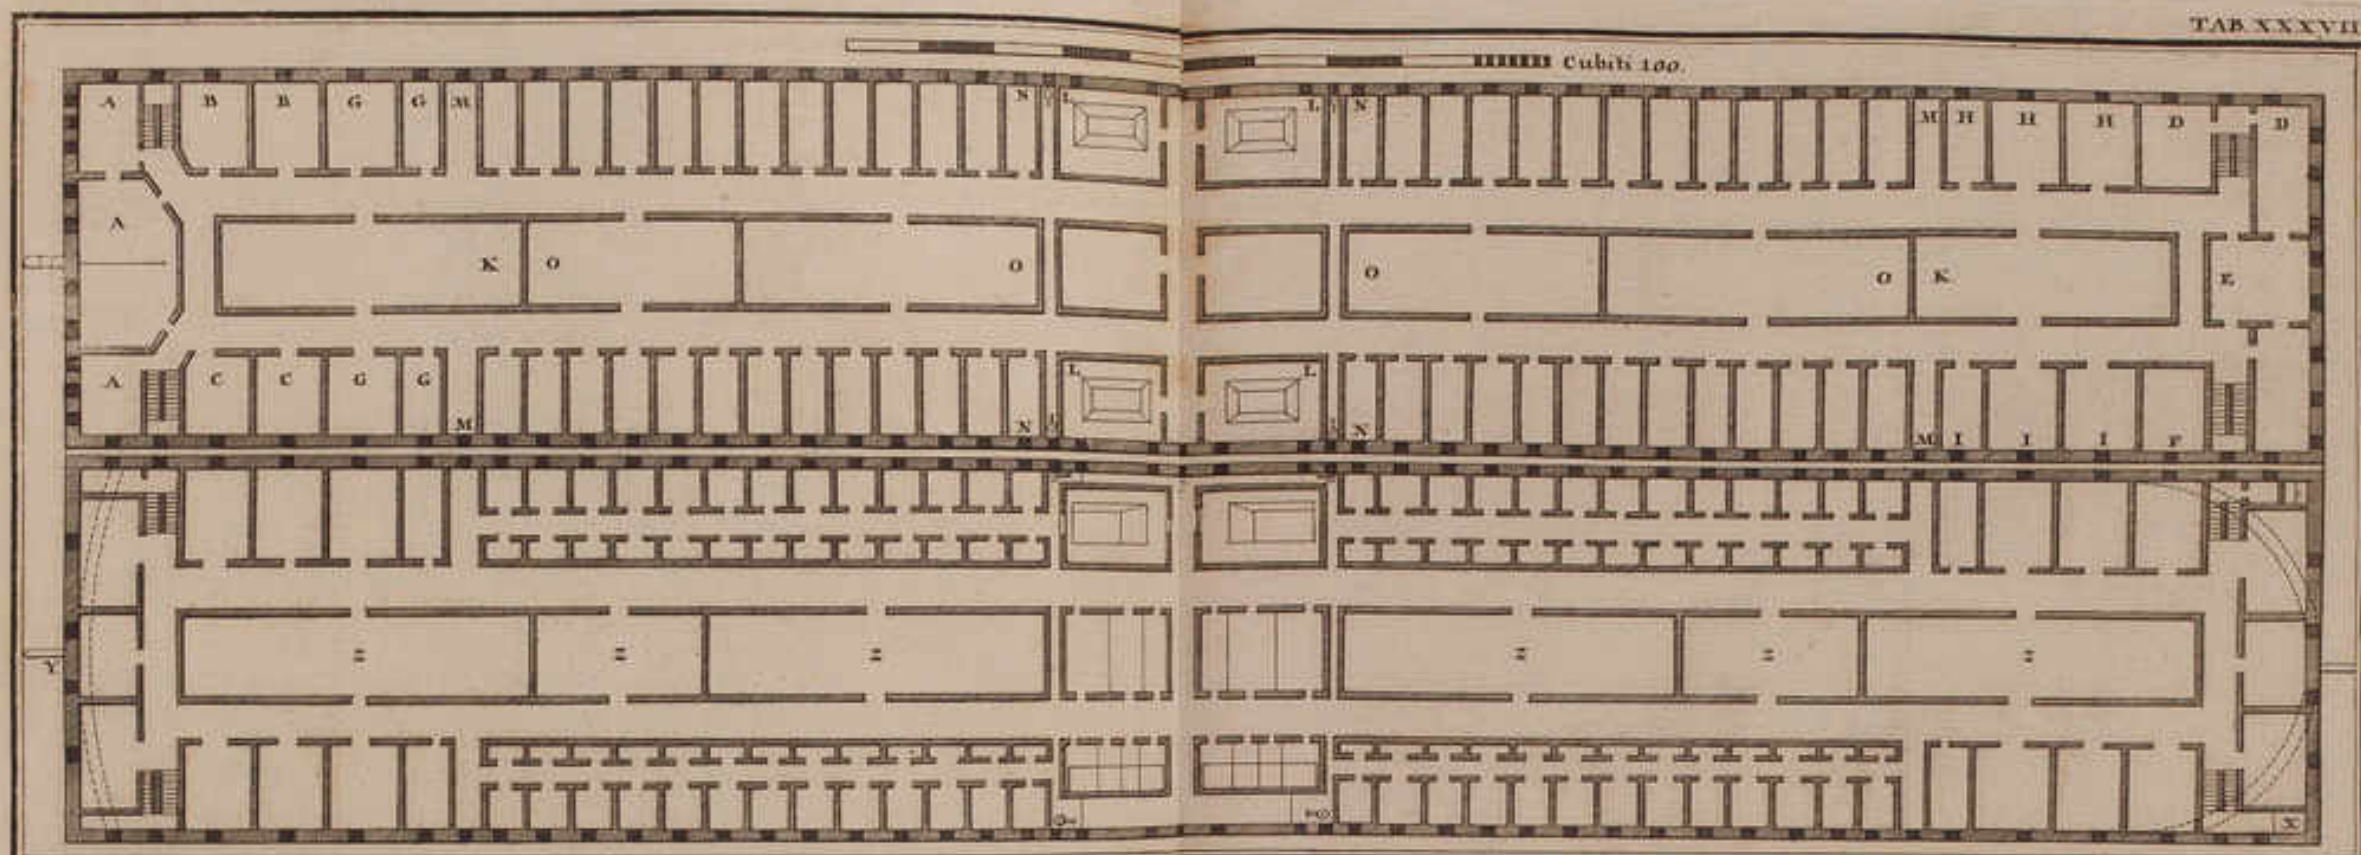 TAB XXXVII
Cubiti 100.
A B B G G M N L L N M H H H D D
A K O O O O K E
A C C G G M N L L N M I I I F
Y H H H H H H
X